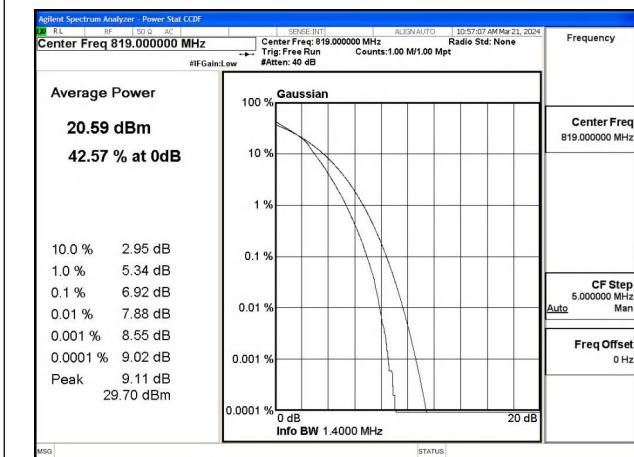 Agilent Spectrum Analyzer - Power Stat CCDF
RL RF 50 Ω AC SENSE:INT ALIGN AUTO 10:57:07 AM Mar 21, 2024
Center Freq 819.000000 MHz
Center Freq: 819.000000 MHz Radio Std: None
Trig: Free Run Counts:1.00 M/1.00 Mpt
#IFGain:Low #Atten: 40 dB
Frequency
Average Power
20.59 dBm
42.57 % at 0dB
10.0 % 2.95 dB
1.0 % 5.34 dB
0.1 % 6.92 dB
0.01 % 7.88 dB
0.001 % 8.55 dB
0.0001 % 9.02 dB
Peak 9.11 dB
29.70 dBm
Gaussian
100 %
10 %
1 %
0.1 %
0.01 %
0.001 %
0.0001 %
0 dB 20 dB
Info BW 1.4000 MHz
Center Freq
819.000000 MHz
CF Step
5.000000 MHz
Auto Man
Freq Offset
0 Hz
MSG STATUS